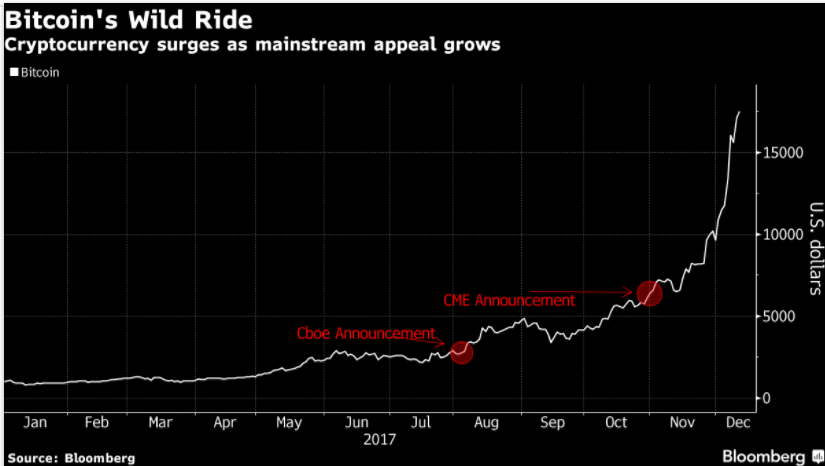 Bitcoin's Wild Ride
Cryptocurrency surges as mainstream appeal grows
Bitcoin
15000
10000
5000
0
U.S. dollars
CME Announcement
Cboe Announcement
Jan Feb Mar Apr May Jun Jul Aug Sep Oct Nov Dec
2017
Source: Bloomberg
Bloomberg